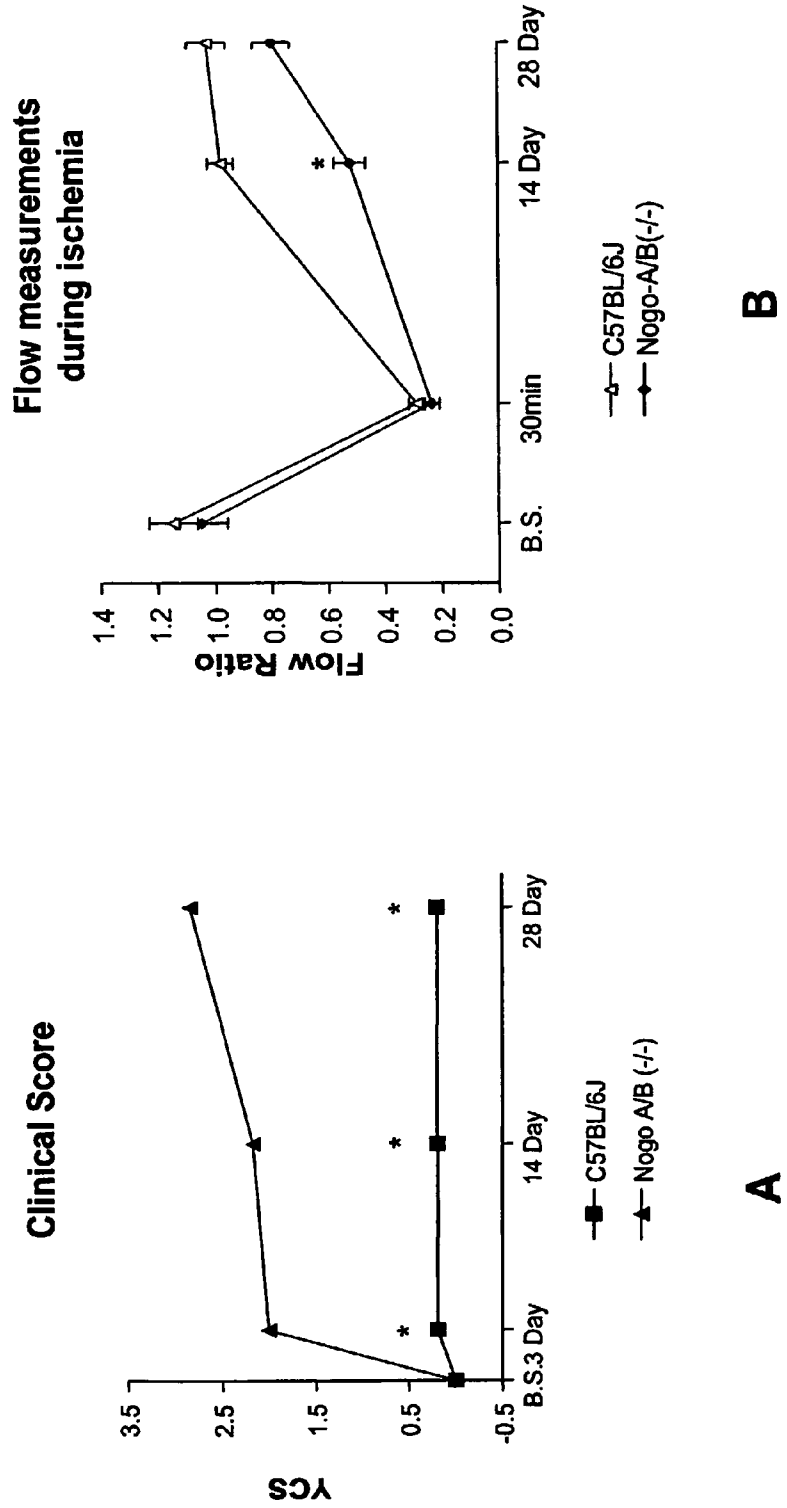 Clinical Score
YCS
3.5
2.5
1.5
0.5
-0.5
B.S.
3 Day
14 Day
28 Day
*
*
*
C57BL/6J
Nogo A/B (-/-)
A
Flow measurements
during ischemia
Flow Ratio
1.4
1.2
1.0
0.8
0.6
0.4
0.2
0.0
B.S.
30min
14 Day
28 Day
*
C57BL/6J
Nogo-A/B(-/-)
B